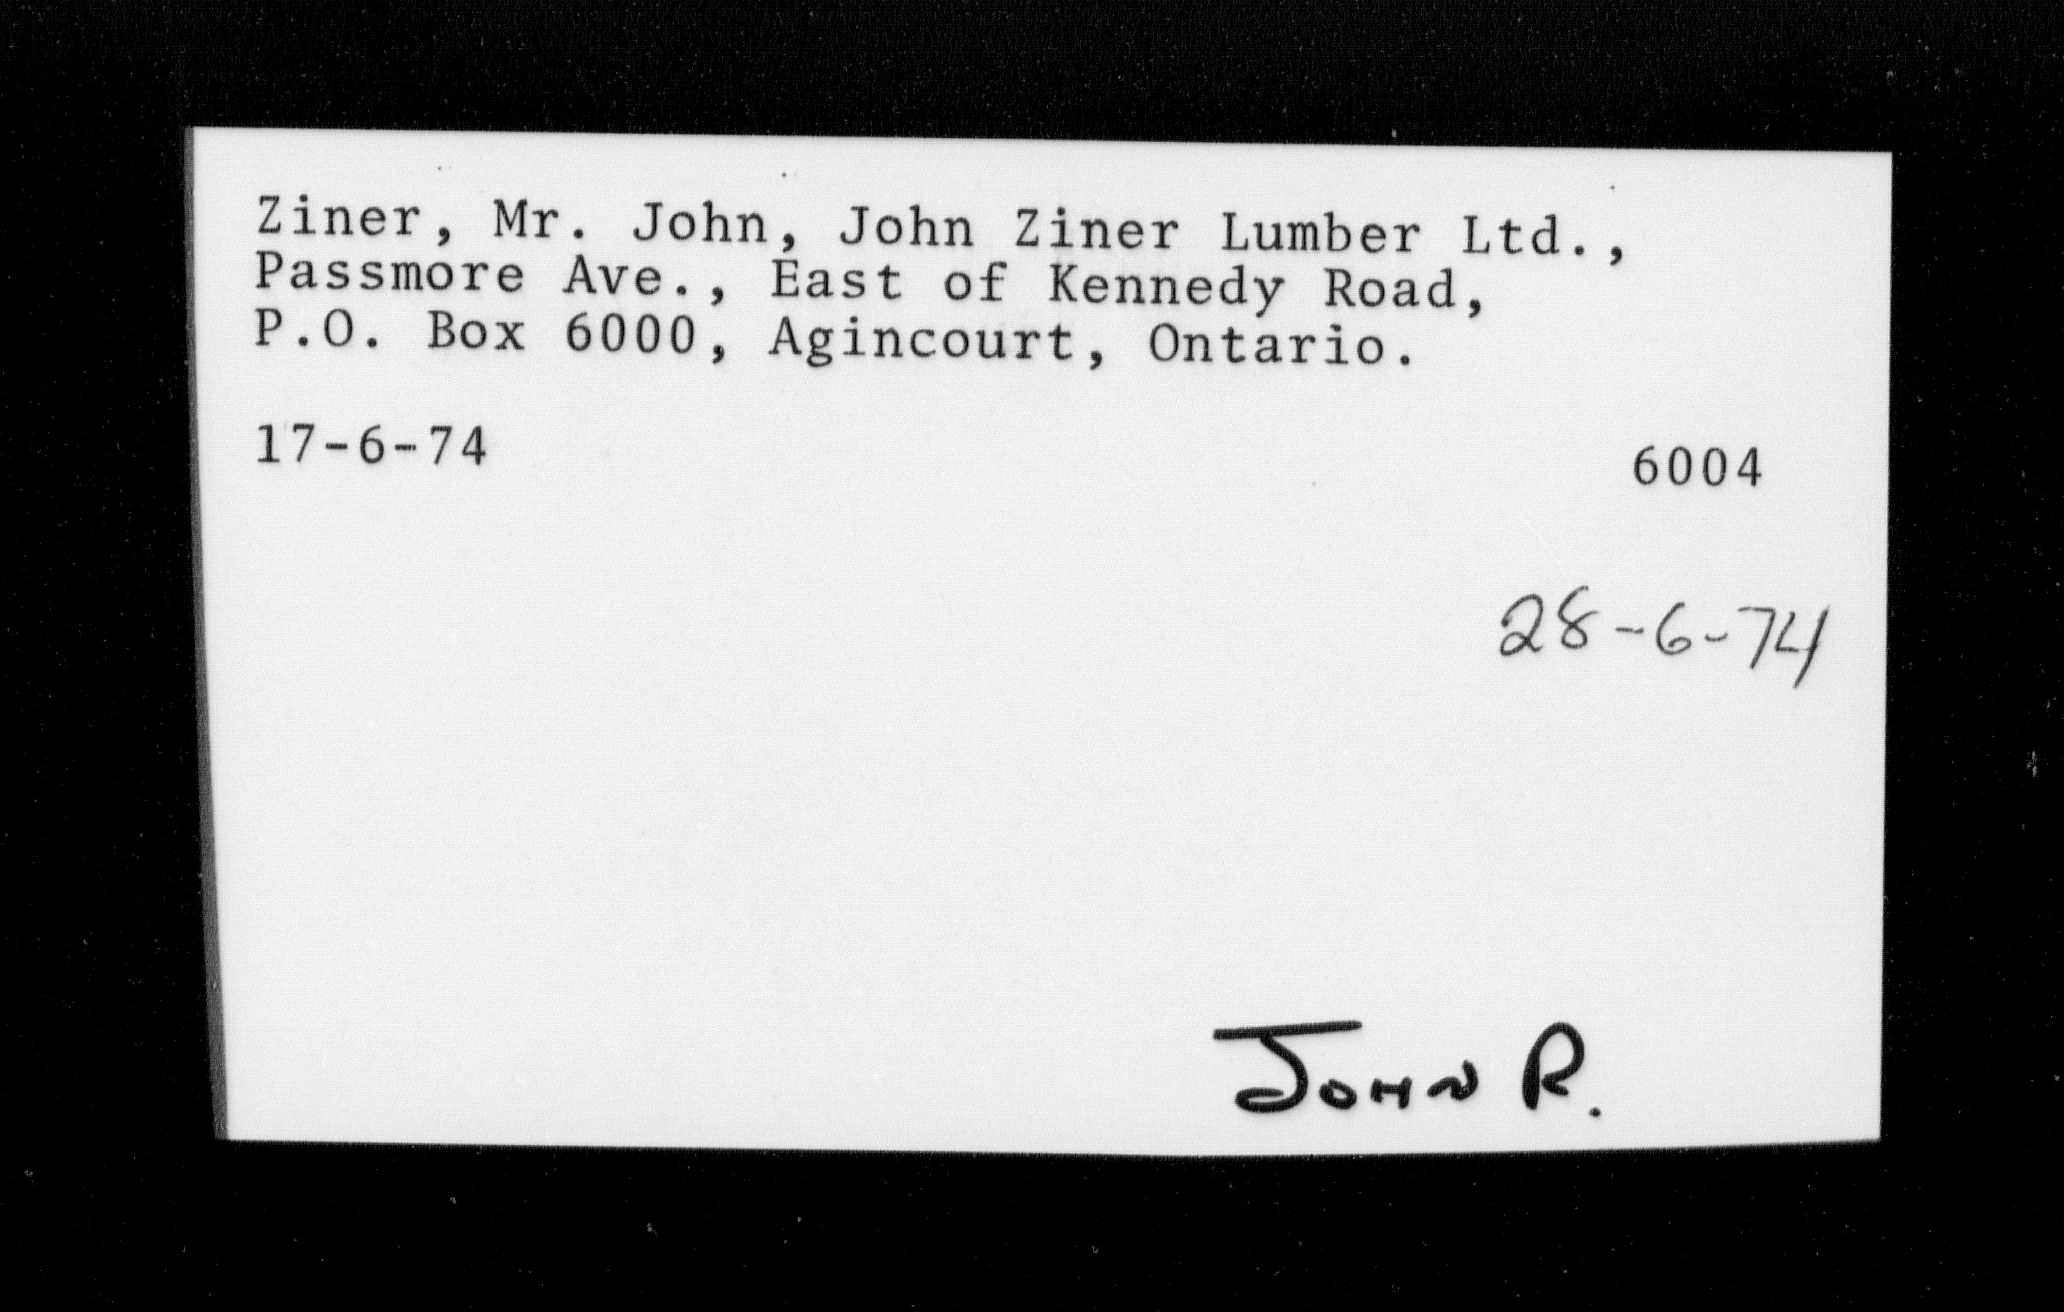 Ziner, Mr. John, John Ziner Lumber Ltd.,
Passmore Ave., East of Kennedy Road,
P.O. Box 6000, Agincourt, Ontario.
17-6-74
6004
28-6-74
JOHN R.